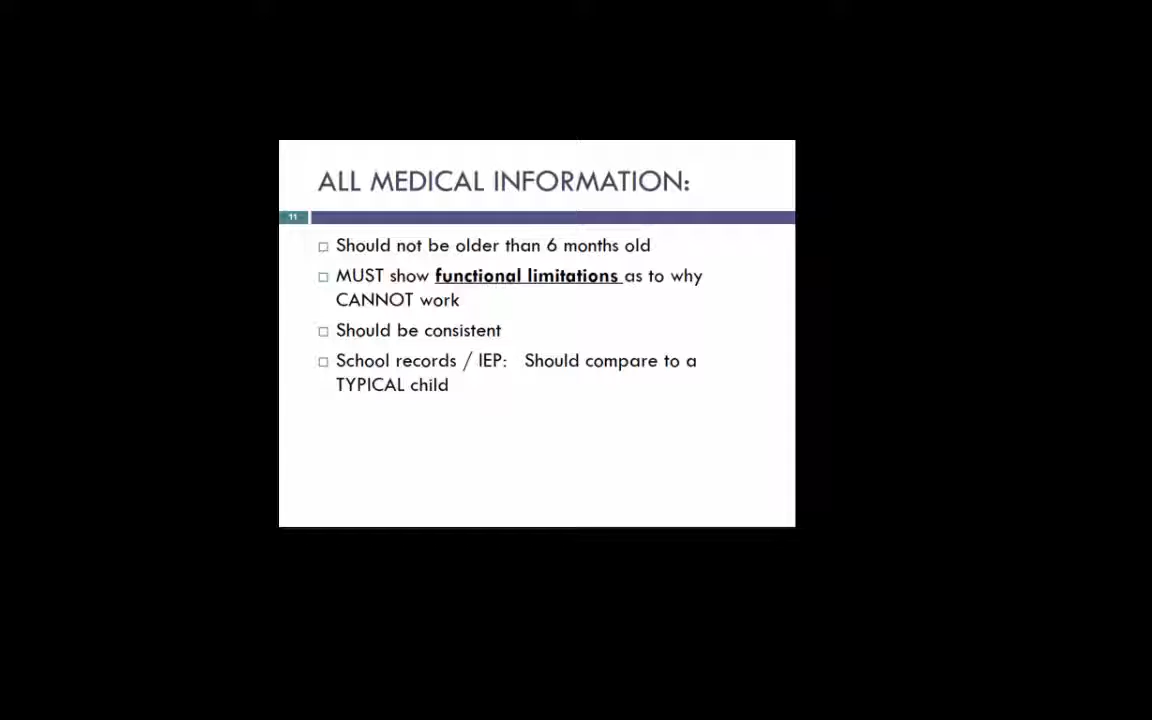 ALL MEDICAL INFORMATION:
11
Should not be older than 6 months old
MUST show functional limitations as to why
CANNOT work
Should be consistent
School records / IEP: Should compare to a
TYPICAL child